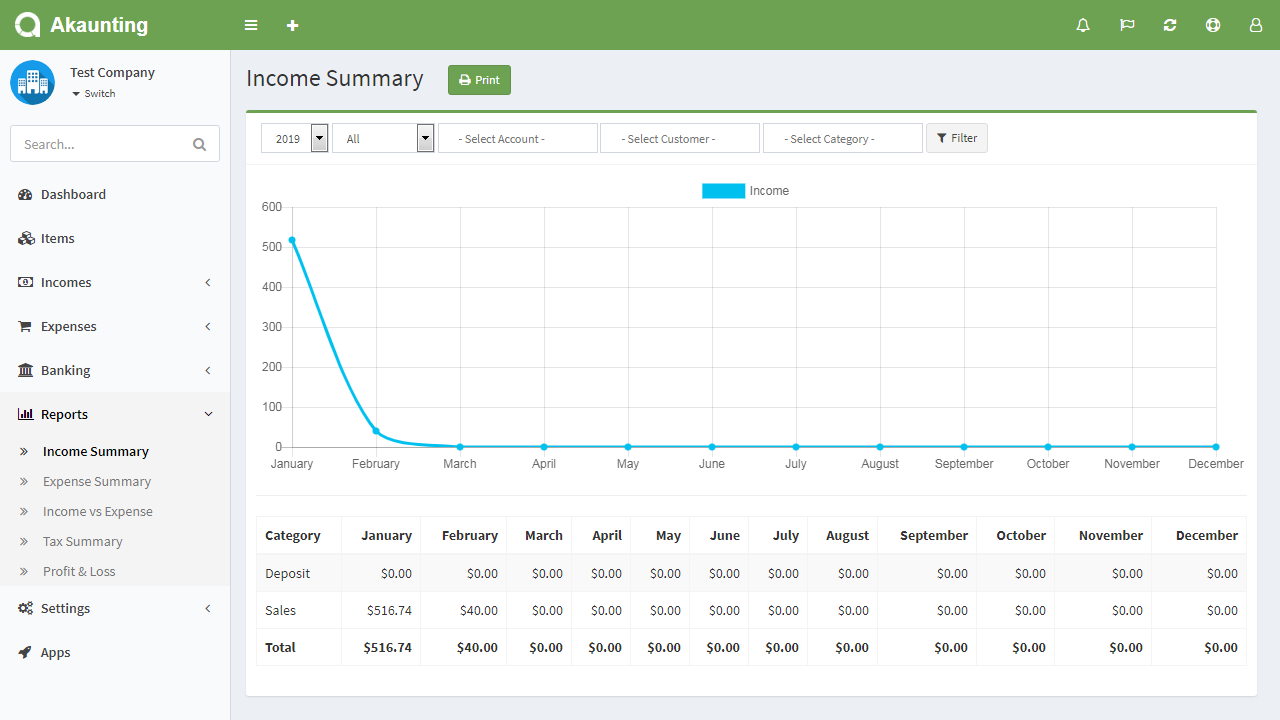 Akaunting
Test Company
Switch
Search...
Dashboard
Items
Incomes
Expenses
Banking
Reports
Income Summary
Expense Summary
Income vs Expense
Tax Summary
Profit & Loss
Settings
Apps
Income Summary Print
2019 All - Select Account - - Select Customer - - Select Category - Filter
Income
600
500
400
300
200
100
0
January February March April May June July August September October November December
Category January February March April May June July August September October November December
Deposit $0.00 $0.00 $0.00 $0.00 $0.00 $0.00 $0.00 $0.00 $0.00 $0.00 $0.00 $0.00
Sales $516.74 $40.00 $0.00 $0.00 $0.00 $0.00 $0.00 $0.00 $0.00 $0.00 $0.00 $0.00
Total $516.74 $40.00 $0.00 $0.00 $0.00 $0.00 $0.00 $0.00 $0.00 $0.00 $0.00 $0.00